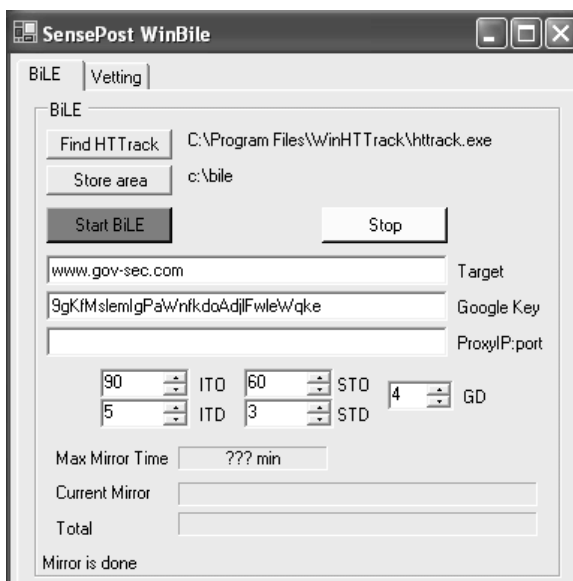 SensePost WinBile
BiLE Vetting
BiLE
Find HTTrack C:\Program Files\WinHTTrack\httrack.exe
Store area c:\bile
Start BiLE Stop
www.gov-sec.com Target
9gKfMslemIgPaWnfkdoAdjlFwleWqke Google Key
ProxyIP:port
90 ITO 60 STO 4 GD
5 ITD 3 STD
Max Mirror Time ??? min
Current Mirror
Total
Mirror is done